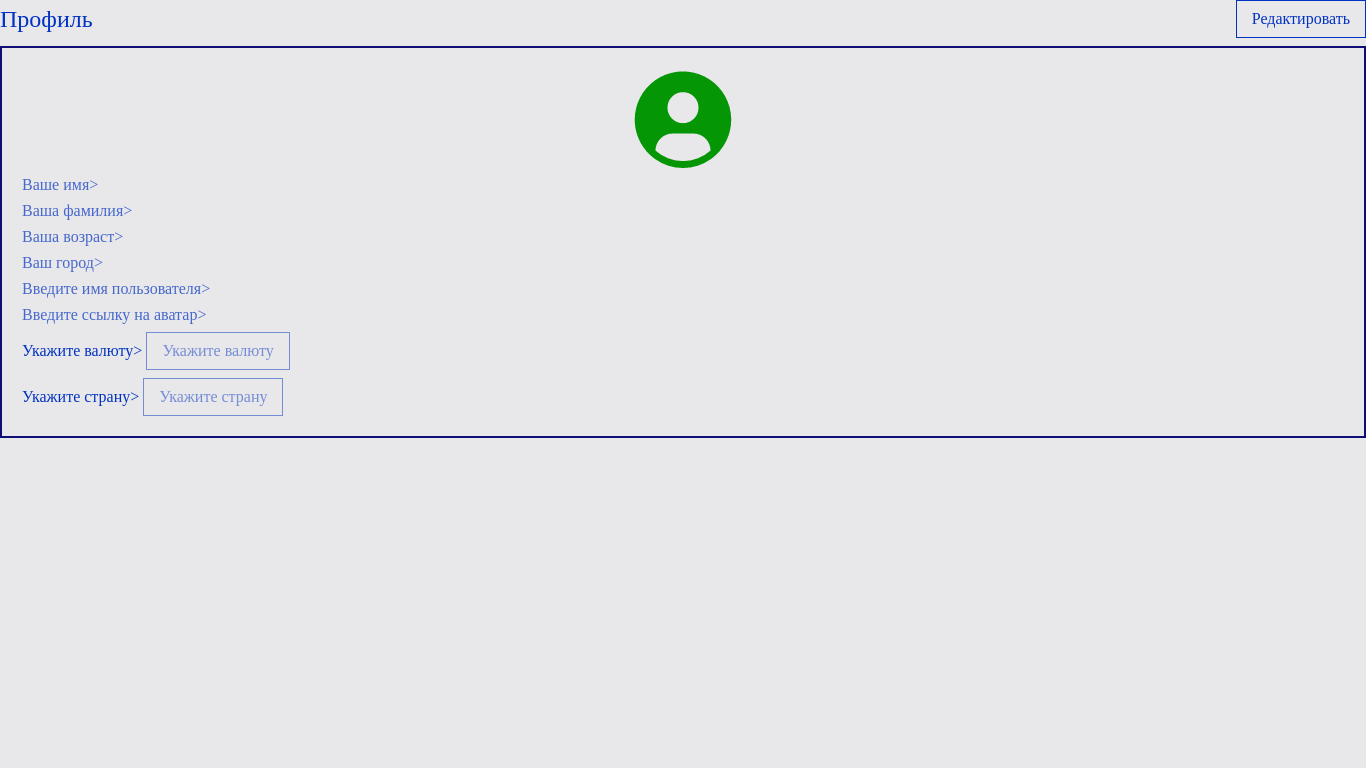 Профиль
Редактировать
Ваше имя>
Ваша фамилия>
Ваша возраст>
Ваш город>
Введите имя пользователя>
Введите ссылку на аватар>
Укажите валюту> Укажите валюту
Укажите страну> Укажите страну